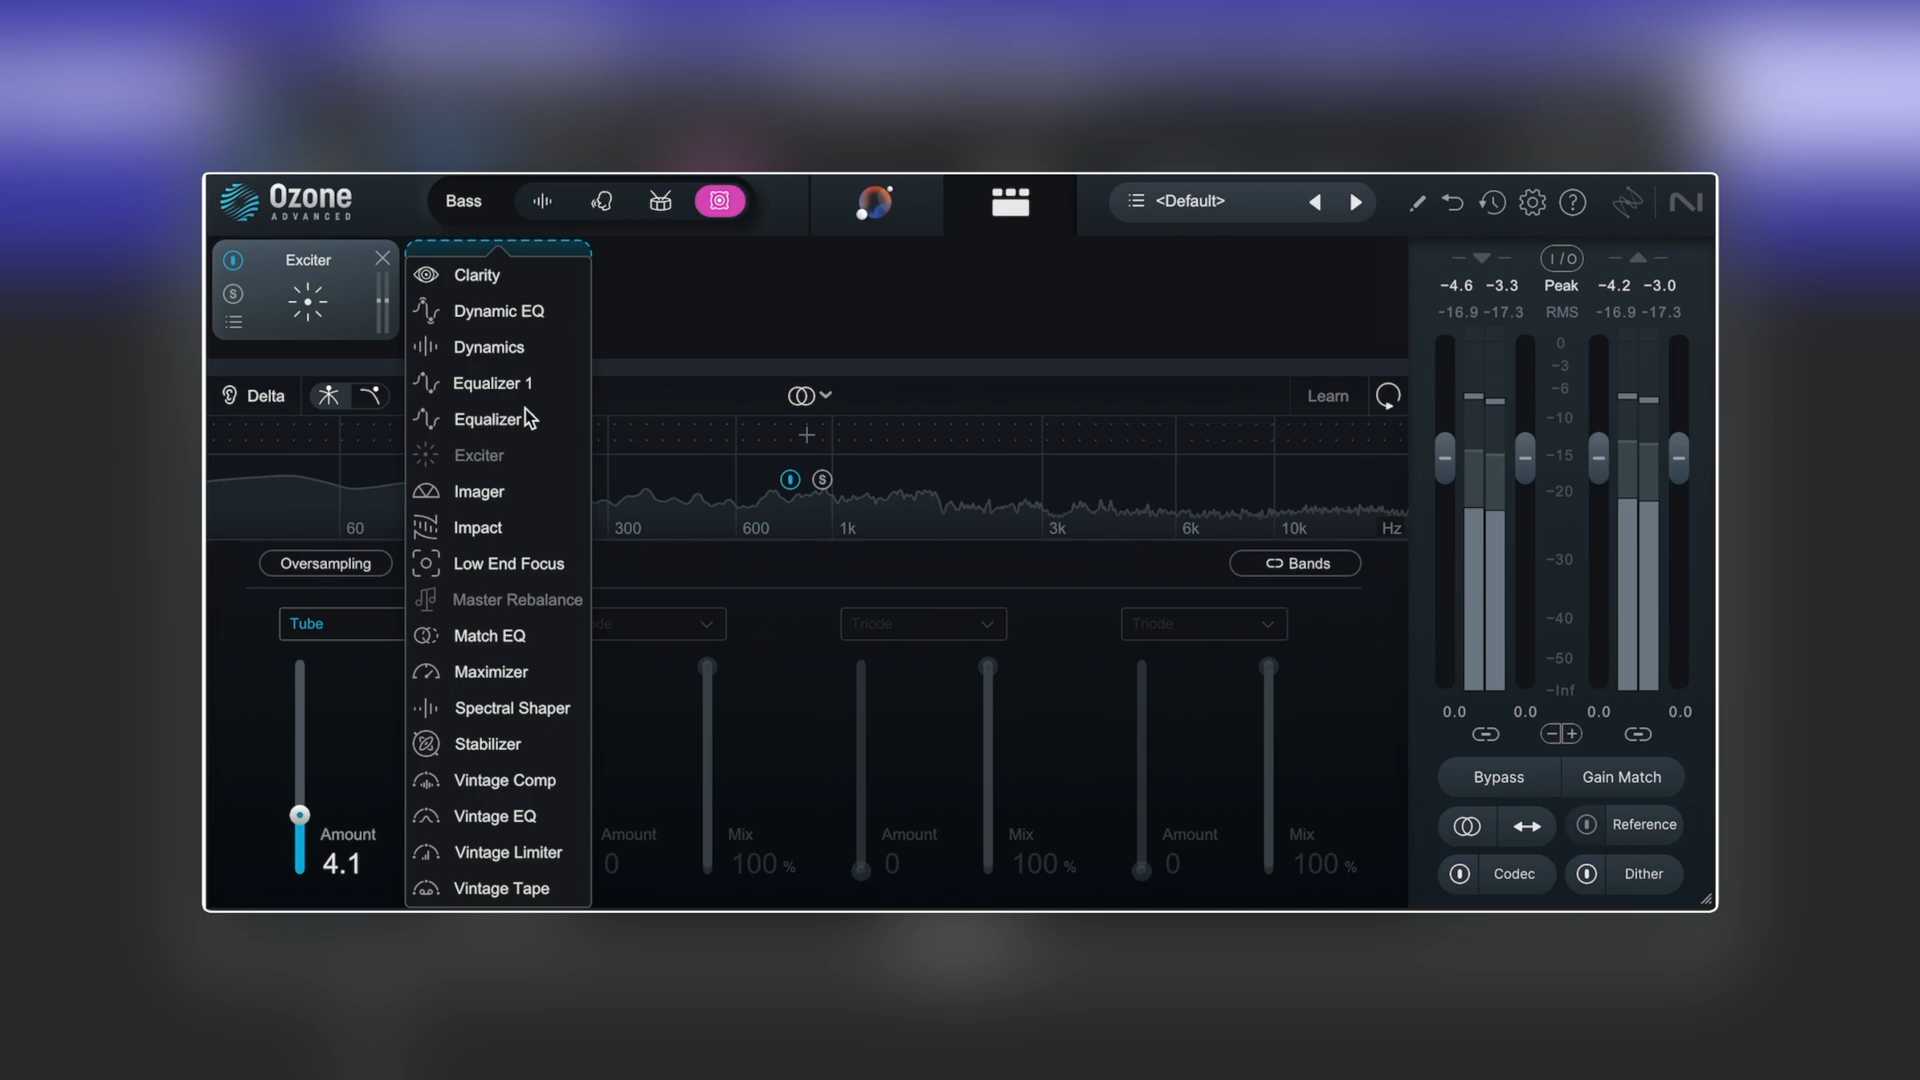 Ozone
ADVANCED
Bass
<Default>
Exciter
S
Clarity
Dynamic EQ
Dynamics
Equalizer 1
Equalizer
Exciter
Imager
Impact
Low End Focus
Master Rebalance
Match EQ
Maximizer
Spectral Shaper
Stabilizer
Vintage Comp
Vintage EQ
Vintage Limiter
Vintage Tape
Delta
Learn
S
60
300
600
1k
3k
6k
10k
Hz
Oversampling
Bands
Tube
Triode
Triode
Amount
4.1
Amount
0
Mix
100 %
Amount
0
Mix
100 %
Amount
0
Mix
100 %
I/O
-4.6 -3.3 Peak -4.2 -3.0
-16.9 -17.3 RMS -16.9 -17.3
0
-3
-6
-10
-15
-20
-30
-40
-50
-Inf
0.0 0.0 0.0 0.0
Bypass
Gain Match
Reference
Codec
Dither